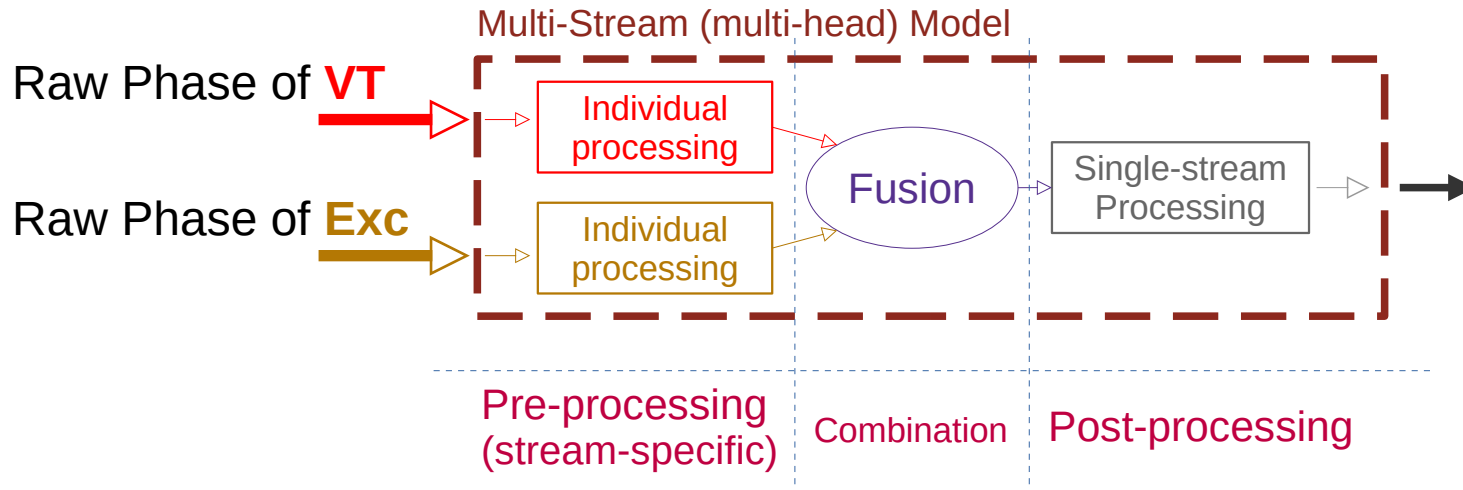 Multi-Stream (multi-head) Model
Raw Phase of VT
Individual
processing
Fusion
Single-stream
Processing
Raw Phase of Exc
Individual
processing
Pre-processing
(stream-specific)
Combination
Post-processing